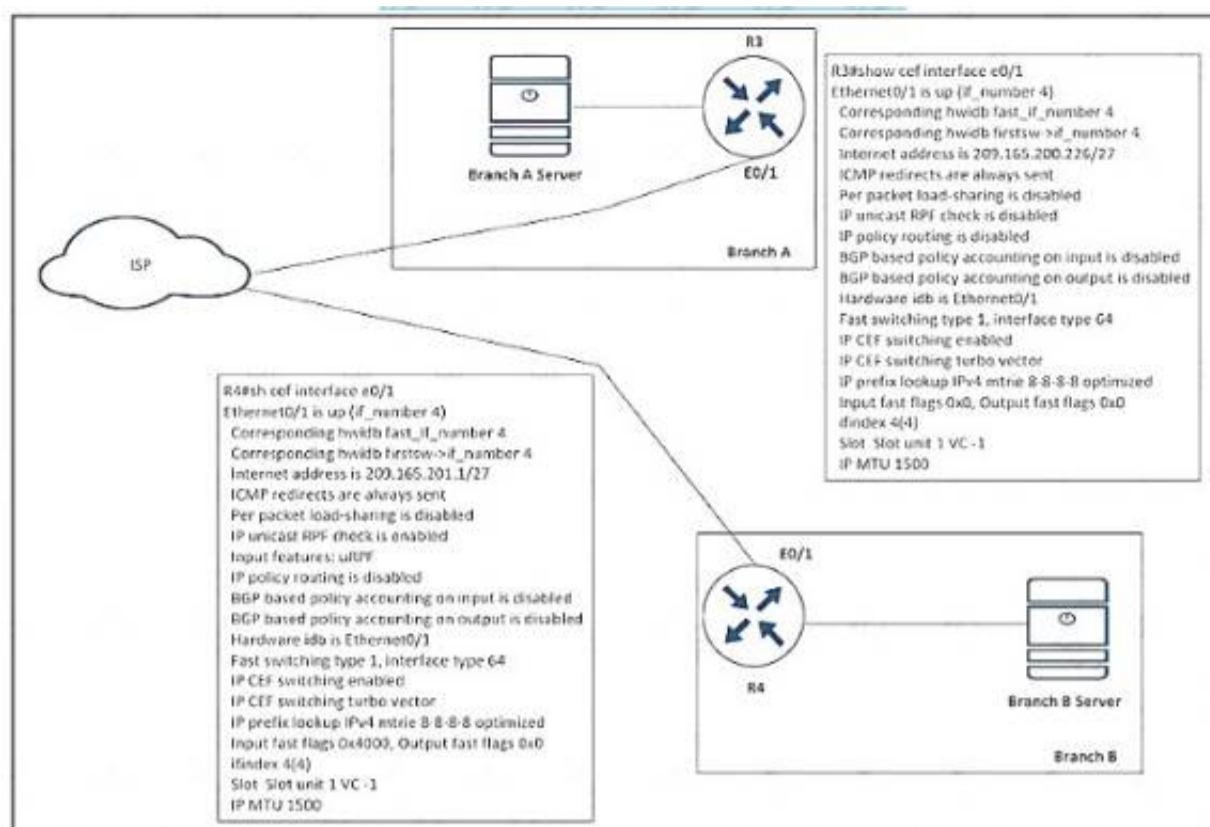 R3
Branch A Server
E0/1
Branch A
ISP
R3#show cef interface e0/1
Ethernet0/1 is up (if_number 4)
Corresponding hwidb fast_if_number 4
Corresponding hwidb firstsw->if_number 4
Internet address is 209.165.200.226/27
ICMP redirects are always sent
Per packet load-sharing is disabled
IP unicast RPF check is disabled
IP policy routing is disabled
BGP based policy accounting on input is disabled
BGP based policy accounting on output is disabled
Hardware idb is Ethernet0/1
Fast switching type 1, interface type 64
IP CEF switching enabled
IP CEF switching turbo vector
IP prefix lookup IPv4 mtrie 8-8-8-8 optimized
Input fast flags 0x0, Output fast flags 0x0
ifindex 4(4)
Slot Slot unit 1 VC -1
IP MTU 1500
R4#sh cef interface e0/1
Ethernet0/1 is up (if_number 4)
Corresponding hwidb fast_if_number 4
Corresponding hwidb firstsw->if_number 4
Internet address is 209.165.201.1/27
ICMP redirects are always sent
Per packet load-sharing is disabled
IP unicast RPF check is enabled
Input features: uRPF
IP policy routing is disabled
BGP based policy accounting on input is disabled
BGP based policy accounting on output is disabled
Hardware idb is Ethernet0/1
Fast switching type 1, interface type 64
IP CEF switching enabled
IP CEF switching turbo vector
IP prefix lookup IPv4 mtrie 8-8-8-8 optimized
Input fast flags 0x4000, Output fast flags 0x0
ifindex 4(4)
Slot Slot unit 1 VC -1
IP MTU 1500
E0/1
R4
Branch B Server
Branch B